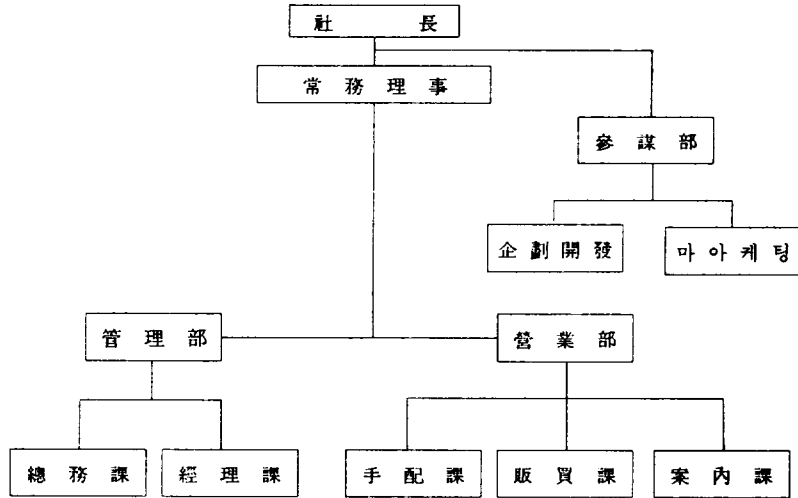 社長
常務理事
參謀部
企劃開發
마아케팅
管理部
營業部
總務課
經理課
手配課
販買課
案內課